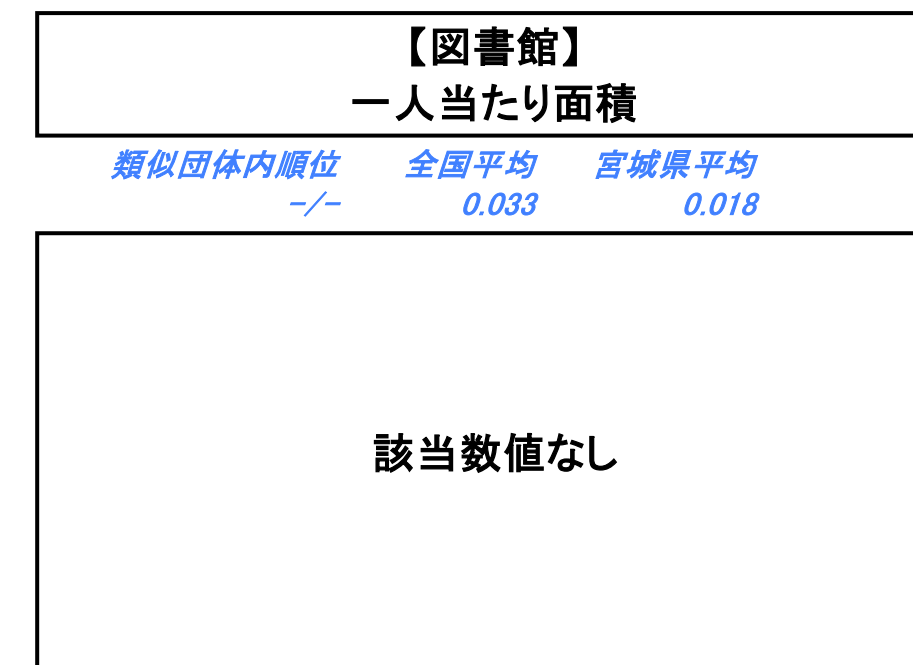 【図書館】
一人当たり面積
類似団体内順位 全国平均 宮城県平均
-/- 0.033 0.018
該当数値なし